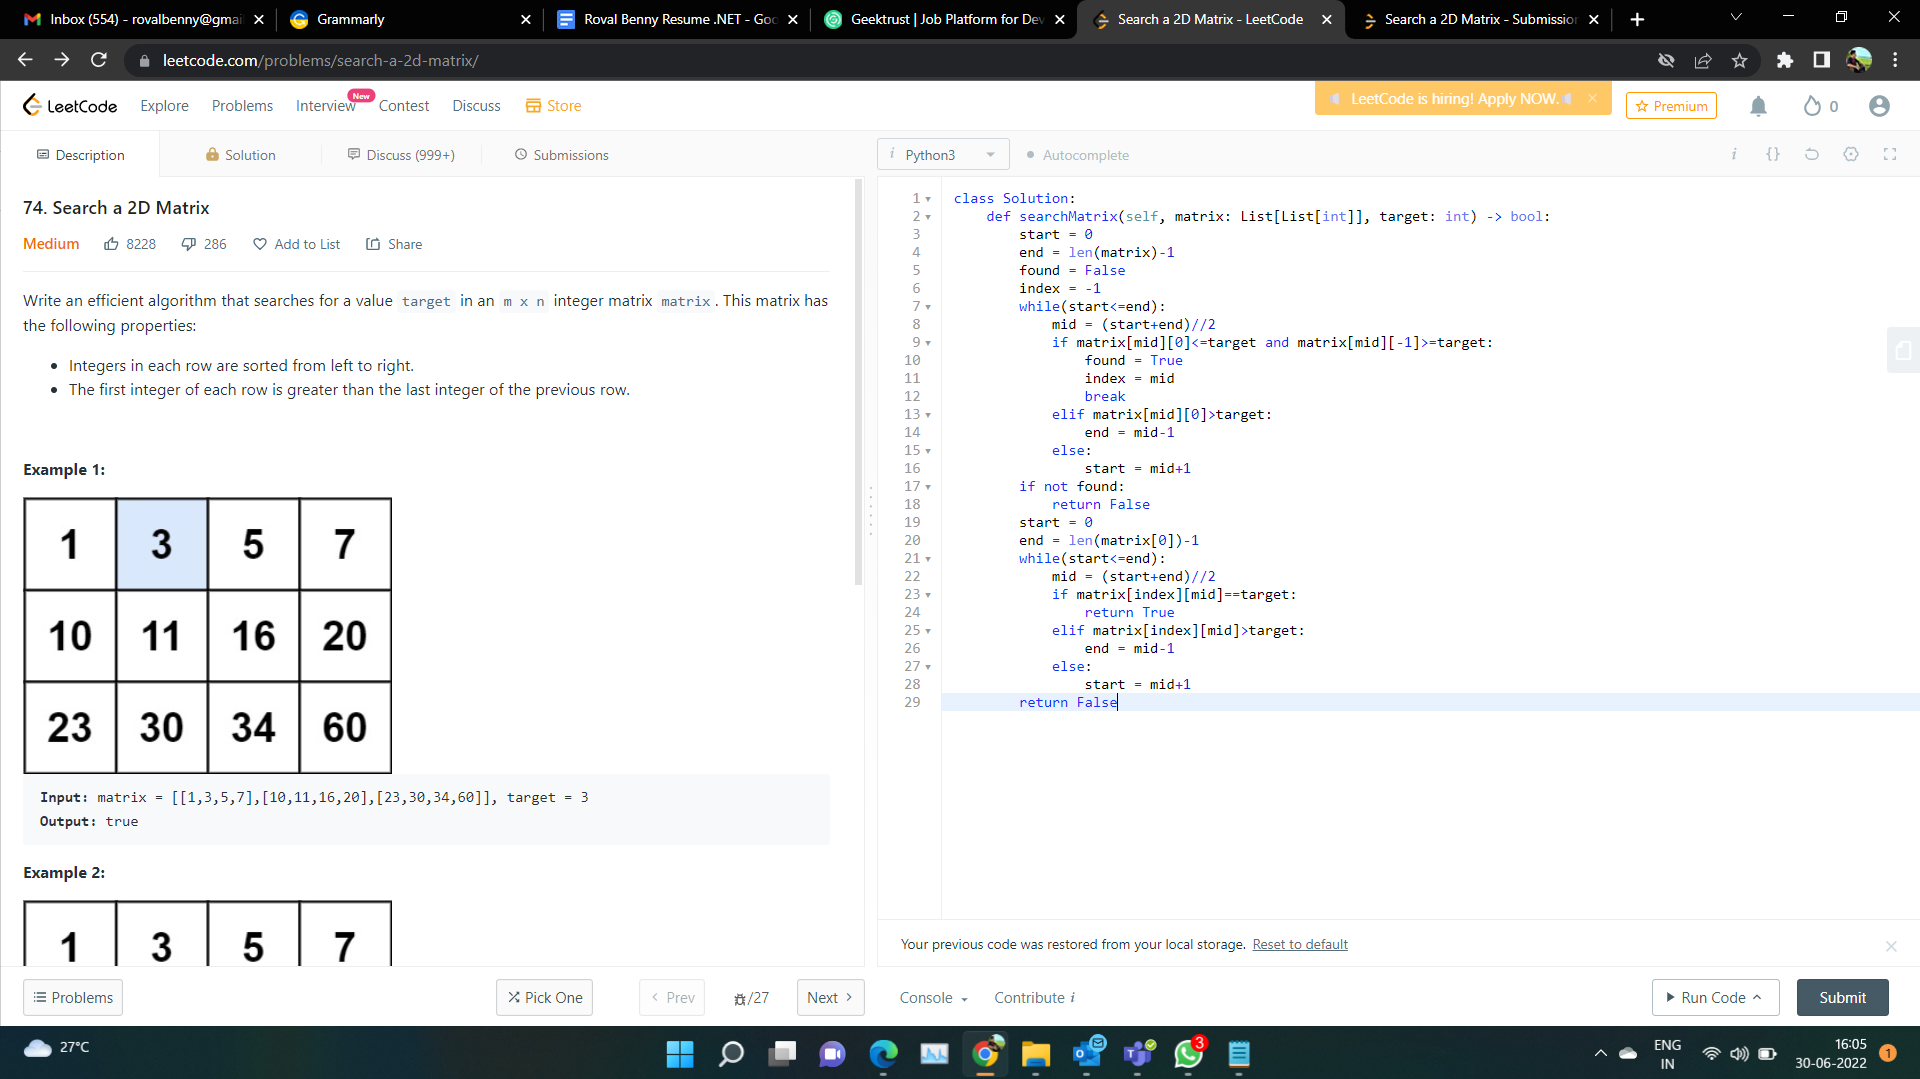 Inbox (554) - rovalbenny@gmai
Grammarly
Roval Benny Resume .NET - Goo
Geektrust | Job Platform for Dev
Search a 2D Matrix - LeetCode
Search a 2D Matrix - Submission
leetcode.com/problems/search-a-2d-matrix/
LeetCode
Explore
Problems
Interview
New
Contest
Discuss
Store
LeetCode is hiring! Apply NOW.
Premium
0
Description
Solution
Discuss (999+)
Submissions
i Python3
Autocomplete
i {}
74. Search a 2D Matrix
Medium 8228 286 Add to List Share
Write an efficient algorithm that searches for a value target in an m x n integer matrix matrix. This matrix has
the following properties:
• Integers in each row are sorted from left to right.
• The first integer of each row is greater than the last integer of the previous row.
Example 1:
1 3 5 7
10 11 16 20
23 30 34 60
Input: matrix = [[1,3,5,7],[10,11,16,20],[23,30,34,60]], target = 3
Output: true
Example 2:
1 3 5 7
1 class Solution:
2 def searchMatrix(self, matrix: List[List[int]], target: int) -> bool:
3 start = 0
4 end = len(matrix)-1
5 found = False
6 index = -1
7 while(start<=end):
8 mid = (start+end)//2
9 if matrix[mid][0]<=target and matrix[mid][-1]>=target:
10 found = True
11 index = mid
12 break
13 elif matrix[mid][0]>target:
14 end = mid-1
15 else:
16 start = mid+1
17 if not found:
18 return False
19 start = 0
20 end = len(matrix[0])-1
21 while(start<=end):
22 mid = (start+end)//2
23 if matrix[index][mid]==target:
24 return True
25 elif matrix[index][mid]>target:
26 end = mid-1
27 else:
28 start = mid+1
29 return False
Your previous code was restored from your local storage. Reset to default
Problems
Pick One
Prev
/27
Next
Console
Contribute i
Run Code
Submit
27°C
3
ENG
IN
16:05
30-06-2022
1